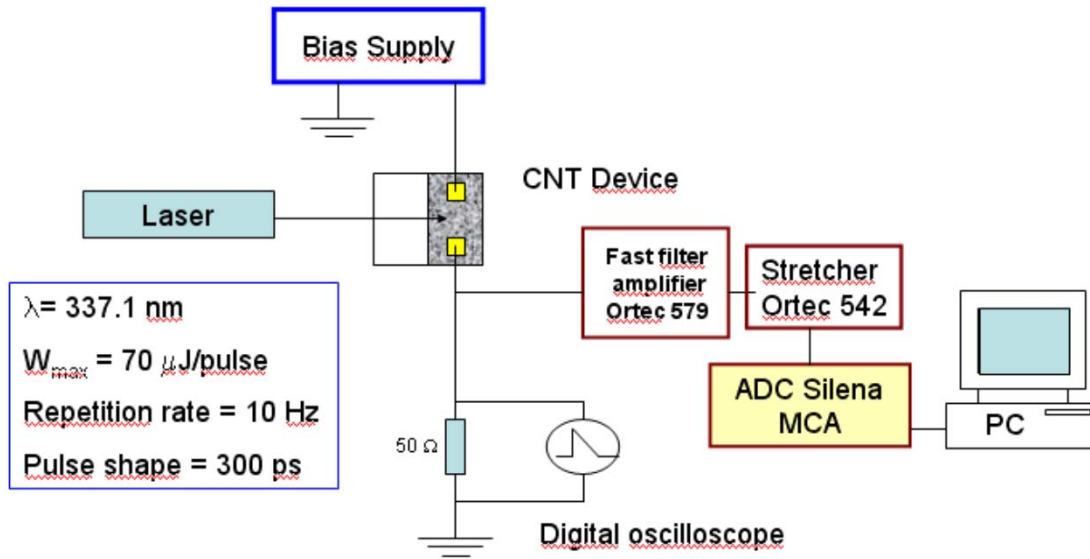 Bias Supply
CNT Device
Laser
Fast filter
amplifier
Ortec 579
Stretcher
Ortec 542
λ= 337.1 nm
Wmax = 70 μJ/pulse
Repetition rate = 10 Hz
Pulse shape = 300 ps
ADC Silena
MCA
PC
50 Ω
Digital oscilloscope